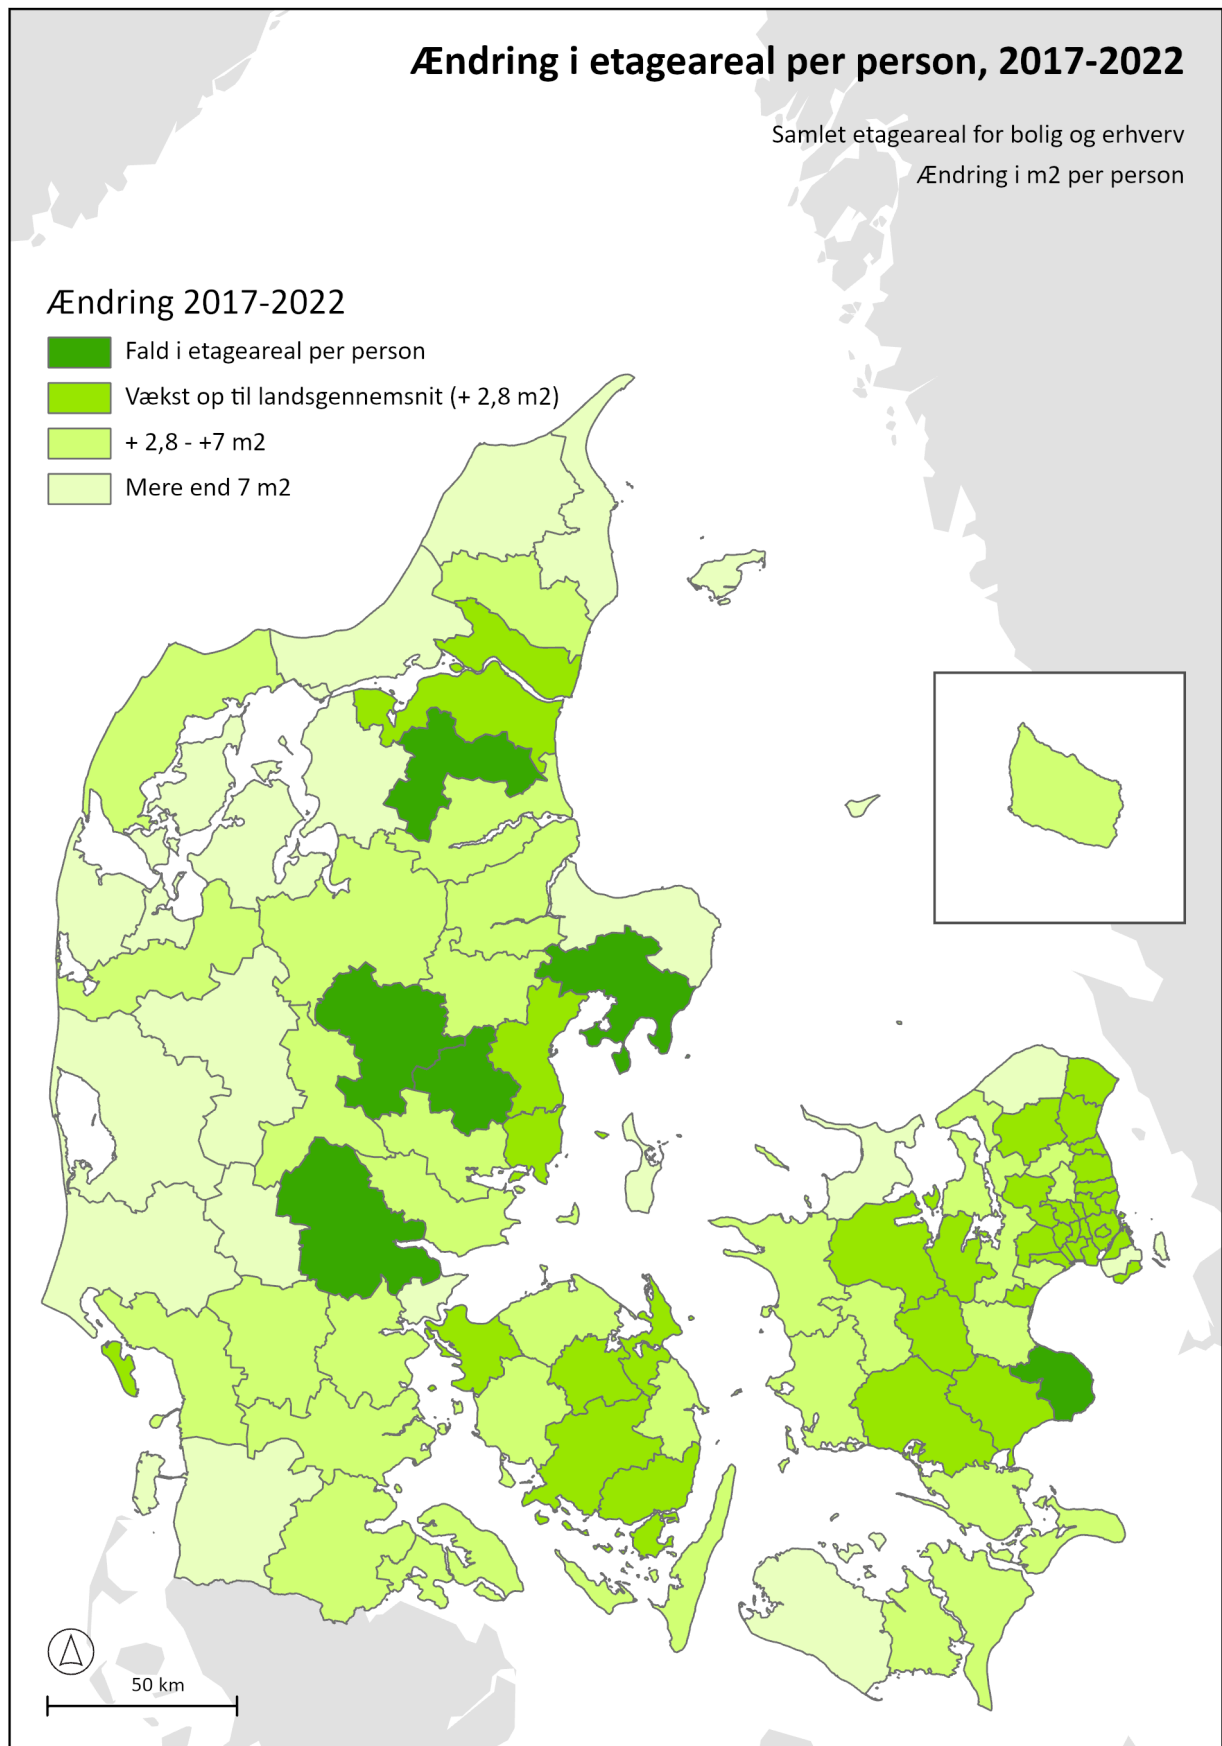 Ændring i etageareal per person, 2017-2022
Samlet etageareal for bolig og erhverv
Ændring i m2 per person
Ændring 2017-2022
Fald i etageareal per person
Vækst op til landsgennemsnit (+ 2,8 m2)
+ 2,8 - +7 m2
Mere end 7 m2
50 km